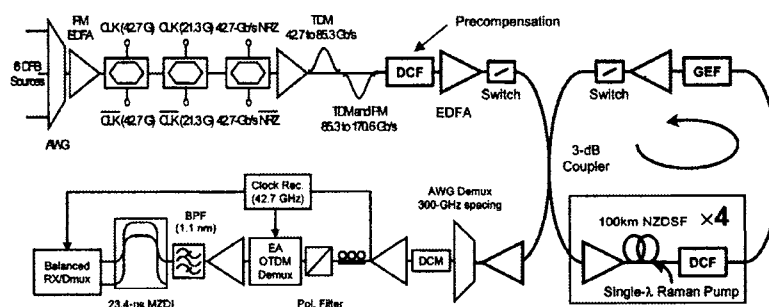 PM
EDFA
CLK(42.7G)
CLK(21.3G)
42.7-Gb/s NRZ
TDM
42.7 to 85.3Gb/s
Precompensation
6 DFB
Sources
DCF
Switch
Switch
GEF
CLK(42.7G)
CLK(21.3G)
42.7-Gb/s NRZ
TDM and PM
85.3 to 170.6Gb/s
EDFA
AWG
3-dB
Coupler
Clock Rec.
(42.7 GHz)
AWG Demux
300-GHz spacing
BPF
(1.1 nm)
100km NZDSF
×4
Balanced
RX/Dmux
EA
OTDM
Demux
DCM
DCF
Single-λ Raman Pump
23.4-ps MZDI
Pol. Filter